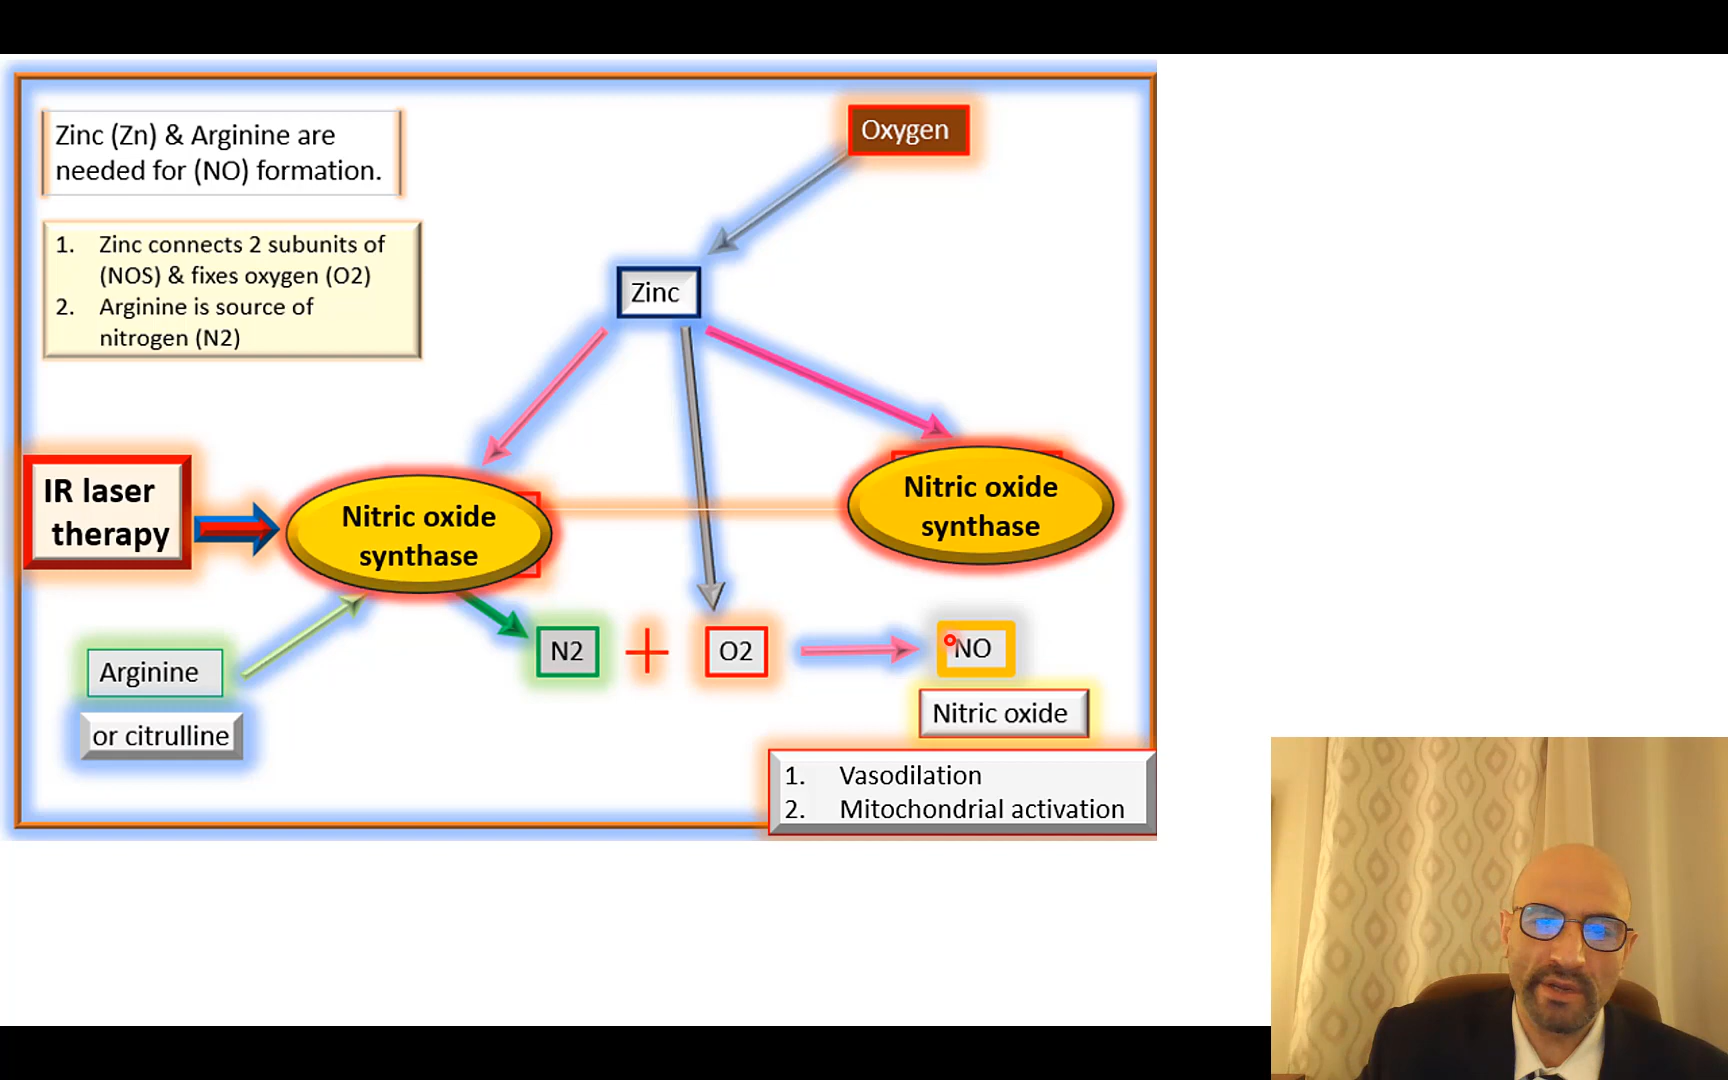 Zinc (Zn) & Arginine are
needed for (NO) formation.
1. Zinc connects 2 subunits of
(NOS) & fixes oxygen (O2)
2. Arginine is source of
nitrogen (N2)
Oxygen
Zinc
IR laser
therapy
Nitric oxide
synthase
Nitric oxide
synthase
Arginine
or citrulline
N2 + O2
NO
Nitric oxide
1. Vasodilation
2. Mitochondrial activation